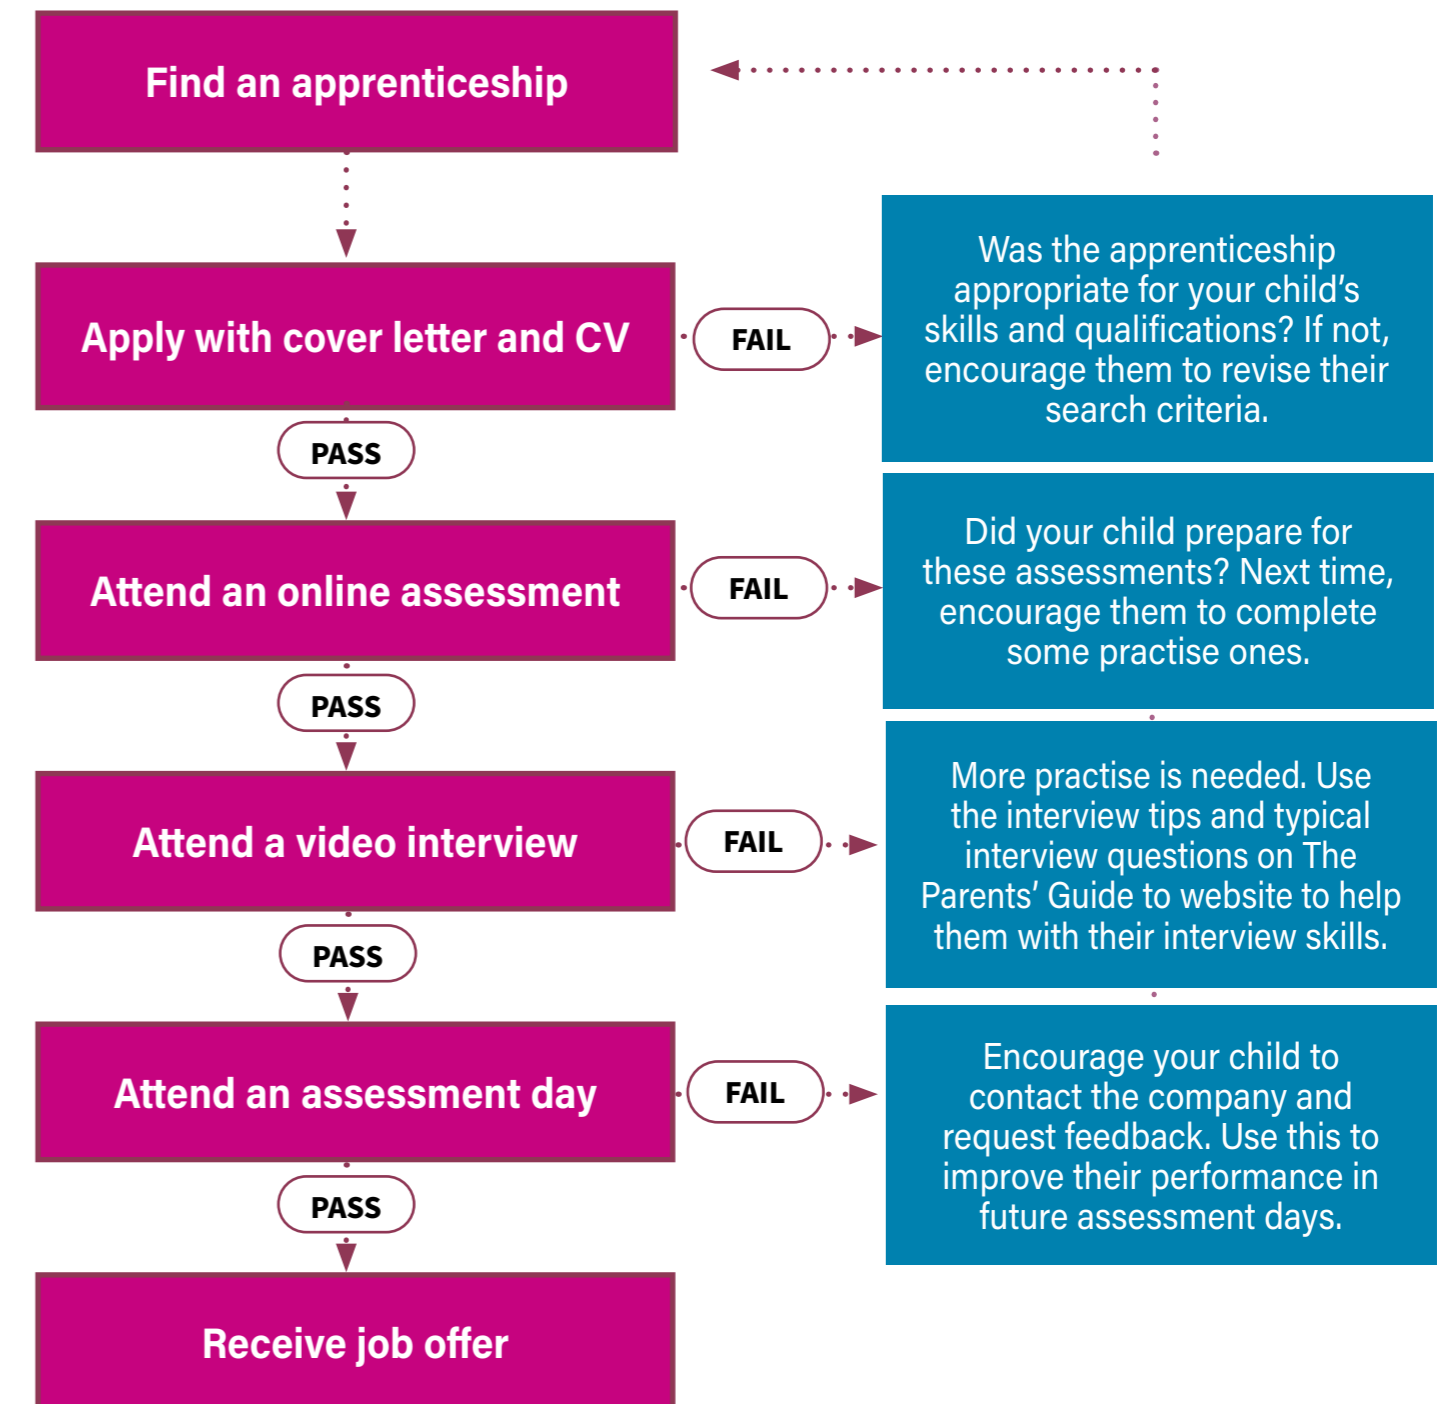 Find an apprenticeship
Apply with cover letter and CV
FAIL
Was the apprenticeship
appropriate for your child's
skills and qualifications? If not,
encourage them to revise their
search criteria.
PASS
Attend an online assessment
FAIL
Did your child prepare for
these assessments? Next time,
encourage them to complete
some practise ones.
PASS
Attend a video interview
FAIL
More practise is needed. Use
the interview tips and typical
interview questions on The
Parents' Guide to website to help
them with their interview skills.
PASS
Attend an assessment day
FAIL
Encourage your child to
contact the company and
request feedback. Use this to
improve their performance in
future assessment days.
PASS
Receive job offer